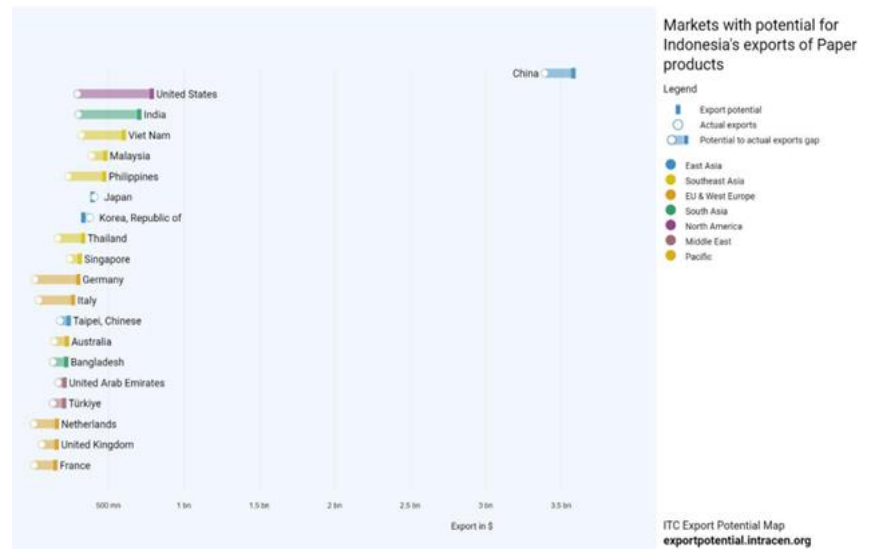 Markets with potential for
Indonesia's exports of Paper
products
Legend
Export potential
Actual exports
Potential to actual exports gap
East Asia
Southeast Asia
EU & West Europe
South Asia
North America
Middle East
Pacific
China
United States
India
Viet Nam
Malaysia
Philippines
Japan
Korea, Republic of
Thailand
Singapore
Germany
Italy
Taipei, Chinese
Australia
Bangladesh
United Arab Emirates
Türkiye
Netherlands
United Kingdom
France
500 mn 1 bn 1.5 bn 2 bn 2.5 bn 3 bn 3.5 bn
Export in $
ITC Export Potential Map
exportpotential.intracen.org